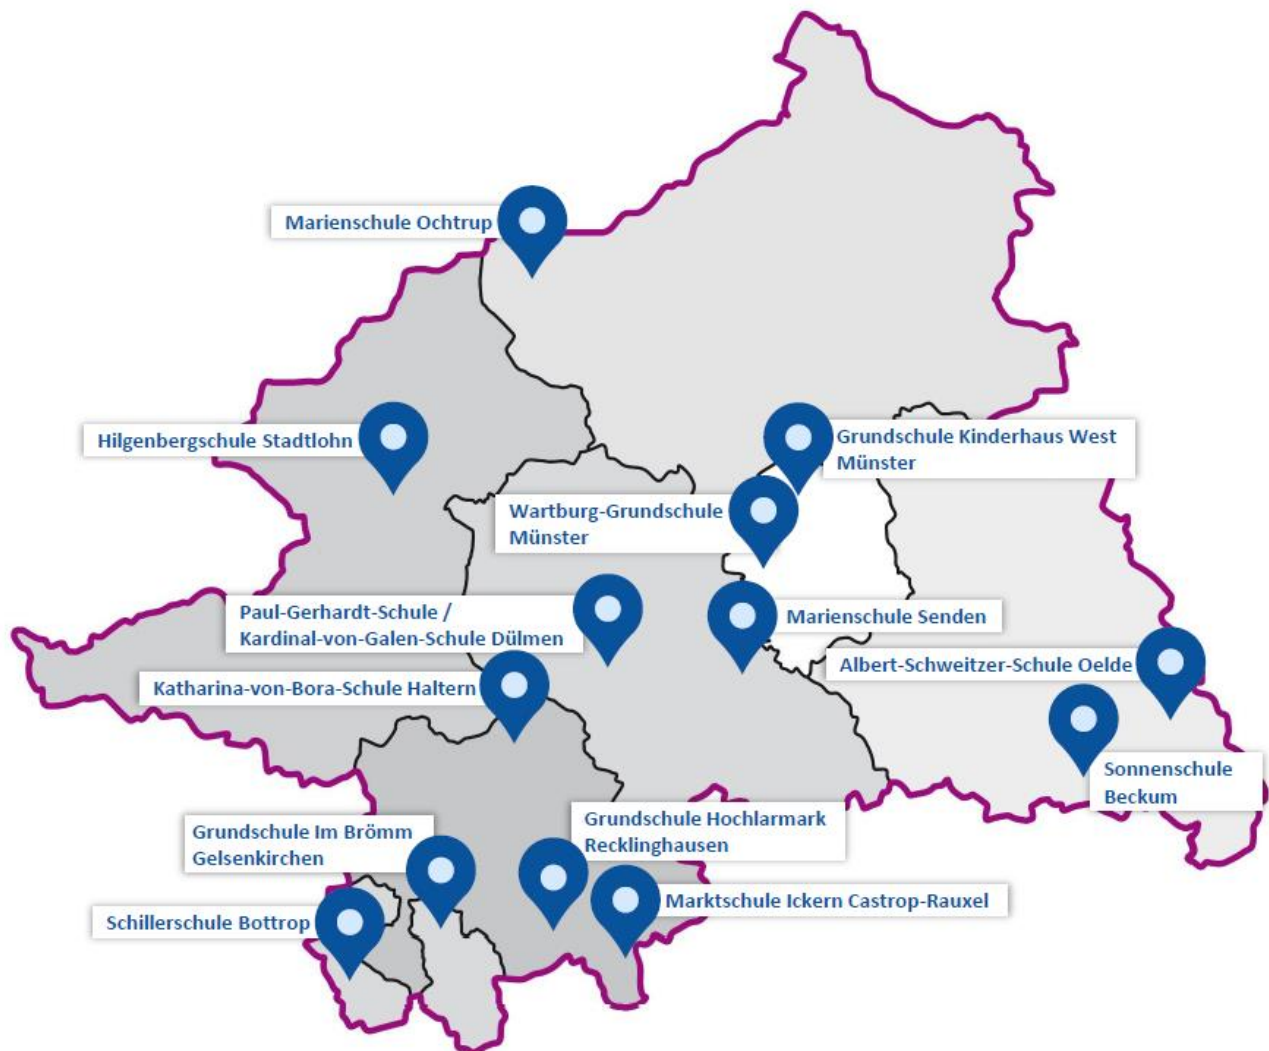 Marienschule Ochtrup
Hilgenbergschule Stadtlohn
Grundschule Kinderhaus West
Münster
Wartburg-Grundschule
Münster
Paul-Gerhardt-Schule /
Kardinal-von-Galen-Schule Dülmen
Marienschule Senden
Albert-Schweitzer-Schule Oelde
Katharina-von-Bora-Schule Haltern
Sonnenschule
Beckum
Grundschule Im Brömm
Gelsenkirchen
Grundschule Hochlarmark
Recklinghausen
Marktschule Ickern Castrop-Rauxel
Schillerschule Bottrop